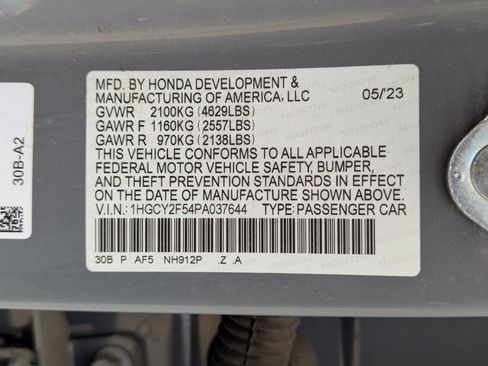 MFD. BY HONDA DEVELOPMENT &
MANUFACTURING OF AMERICA, LLC 05/'23
GVWR 2100KG (4629LBS)
GAWR F 1160KG (2557LBS)
GAWR R 970KG (2138LBS)
THIS VEHICLE CONFORMS TO ALL APPLICABLE
FEDERAL MOTOR VEHICLE SAFETY, BUMPER,
AND THEFT PREVENTION STANDARDS IN EFFECT
ON THE DATE OF MANUFACTURE SHOWN ABOVE.
V.I.N.: 1HGCY2F54PA037644 TYPE: PASSENGER CAR
30B P AF5 NH912P .Z .A
30B-A2